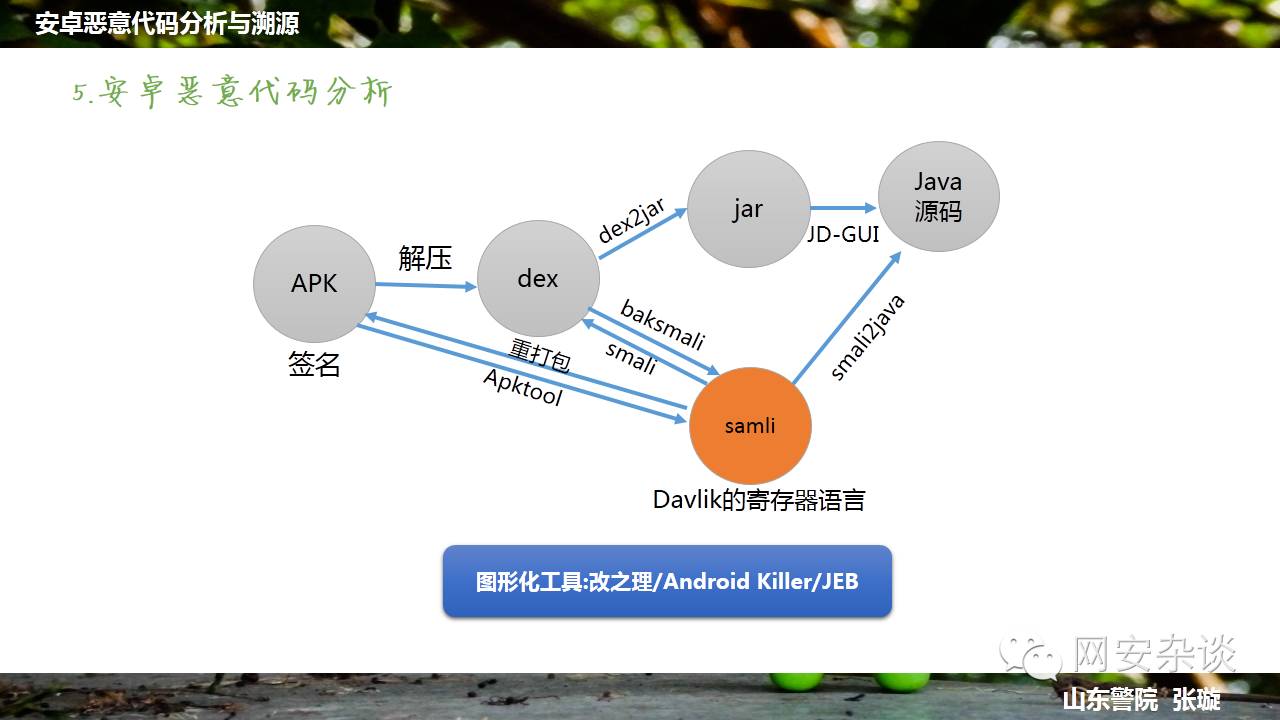 安卓恶意代码分析与溯源
5.安卓恶意代码分析
Java
源码
jar
dex2jar
JD-GUI
解压
APK
dex
签名
baksmali
smali
重打包
Apktool
smali2java
samli
Davlik的寄存器语言
图形化工具:改之理/Android Killer/JEB
网安杂谈
山东警院 张璇